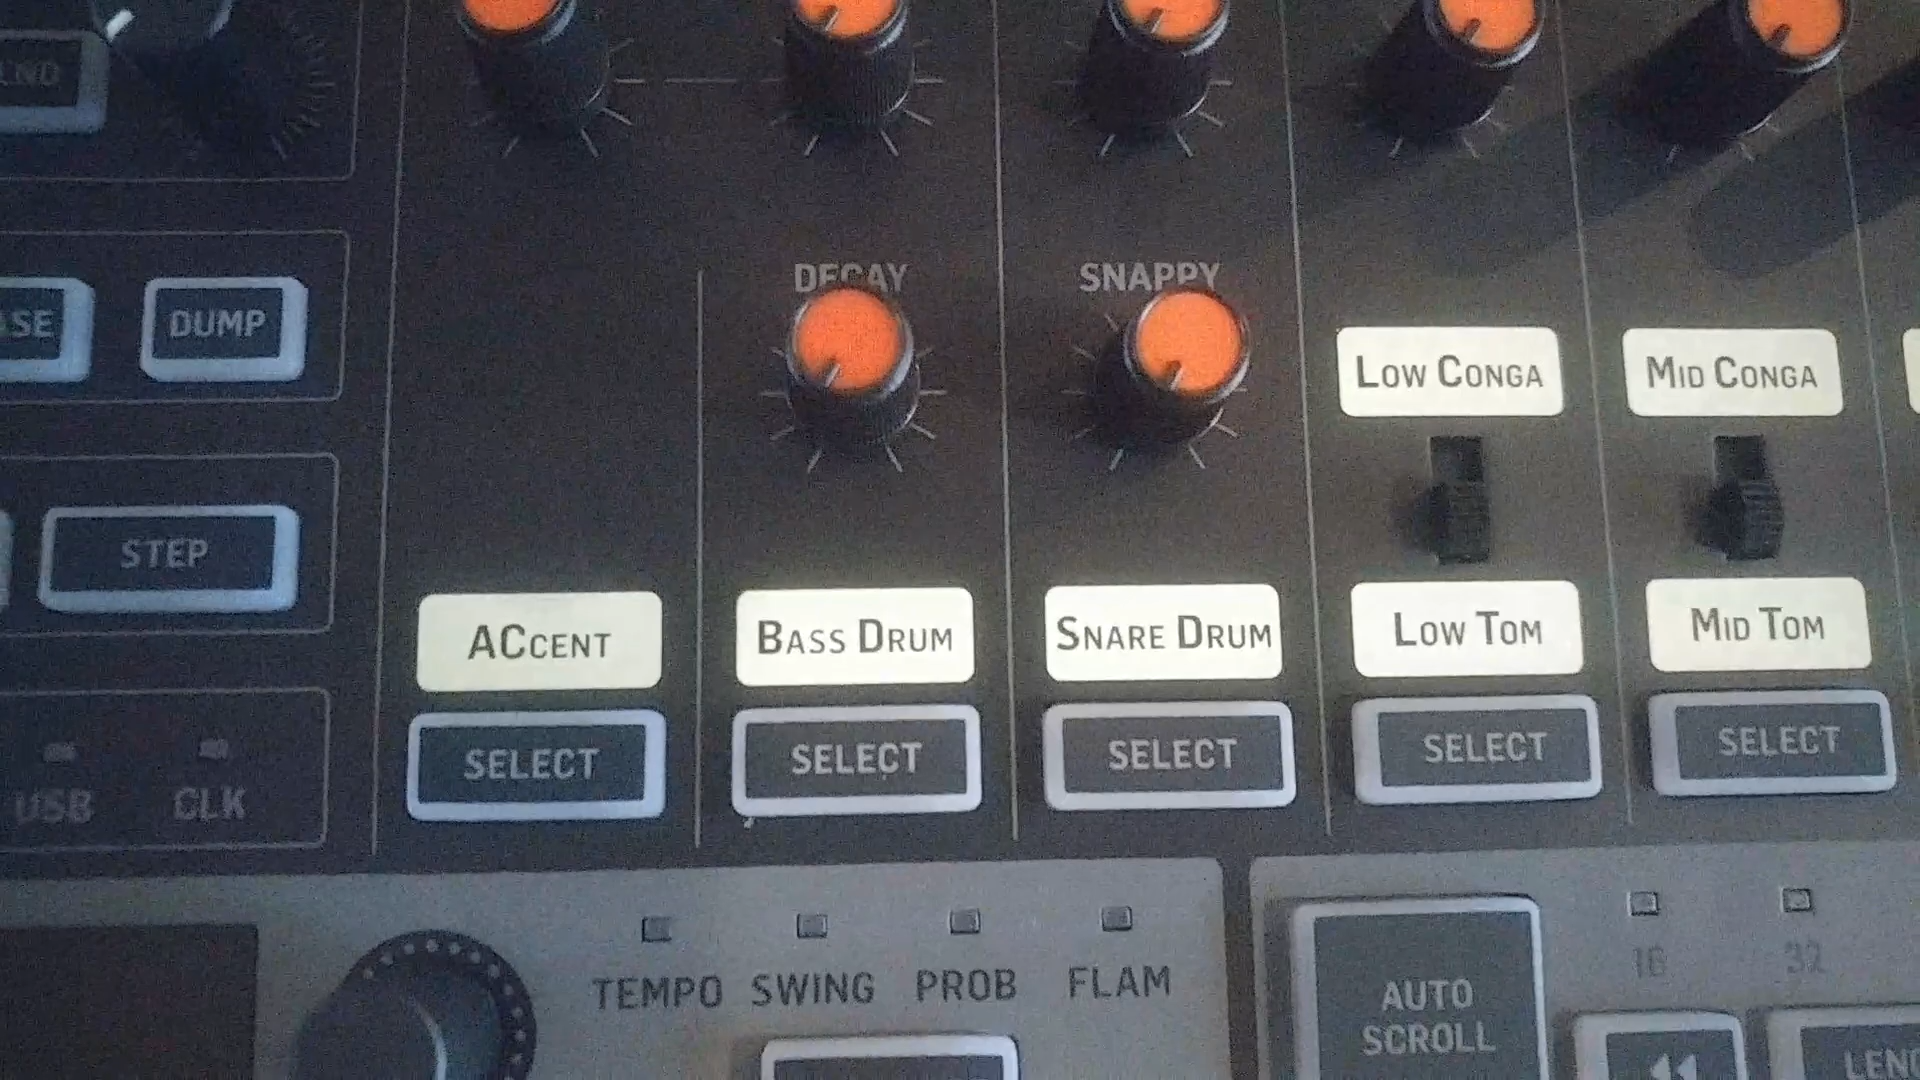 DUMP
DECAY
SNAPPY
LOW CONGA
MID CONGA
STEP
ACCENT
BASS DRUM
SNARE DRUM
LOW TOM
MID TOM
SELECT
SELECT
SELECT
SELECT
SELECT
USB
CLK
TEMPO
SWING
PROB
FLAM
16
32
AUTO
SCROLL